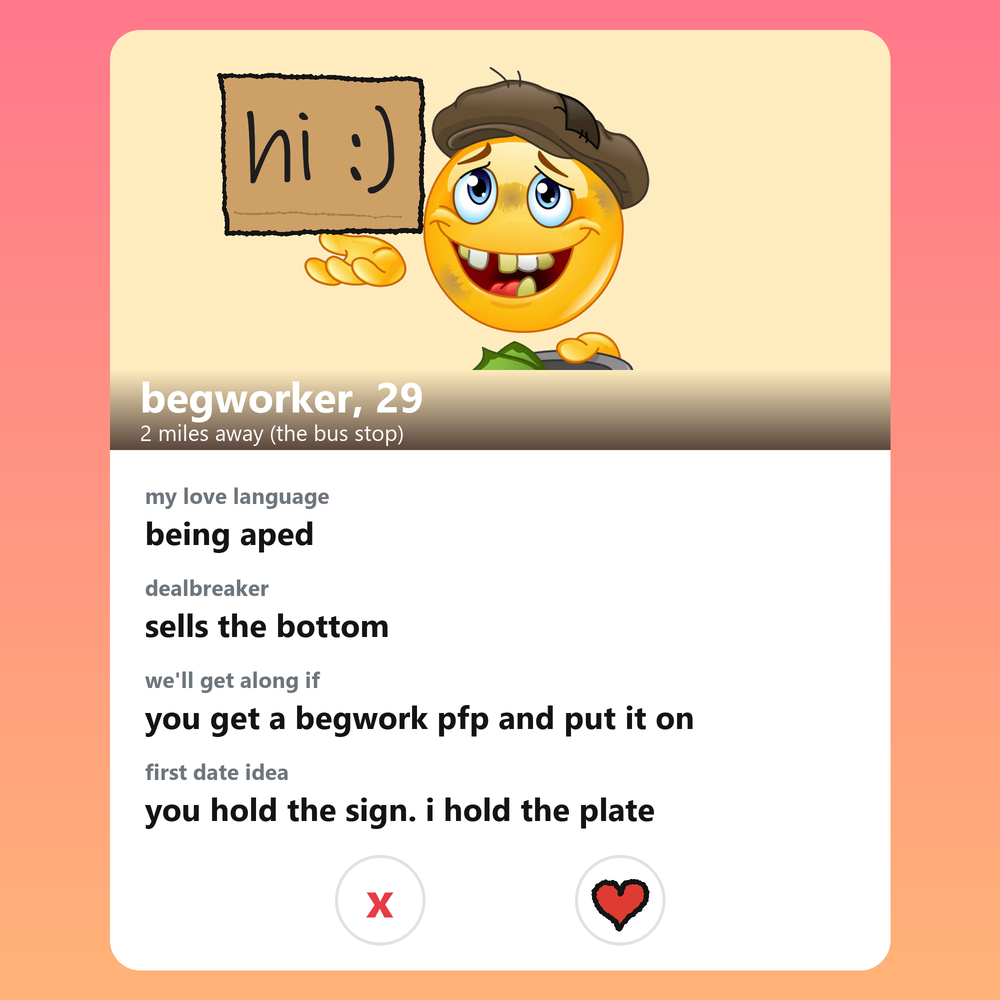 hi :)
begworker, 29
2 miles away (the bus stop)
my love language
being aped
dealbreaker
sells the bottom
we'll get along if
you get a begwork pfp and put it on
first date idea
you hold the sign. i hold the plate
x